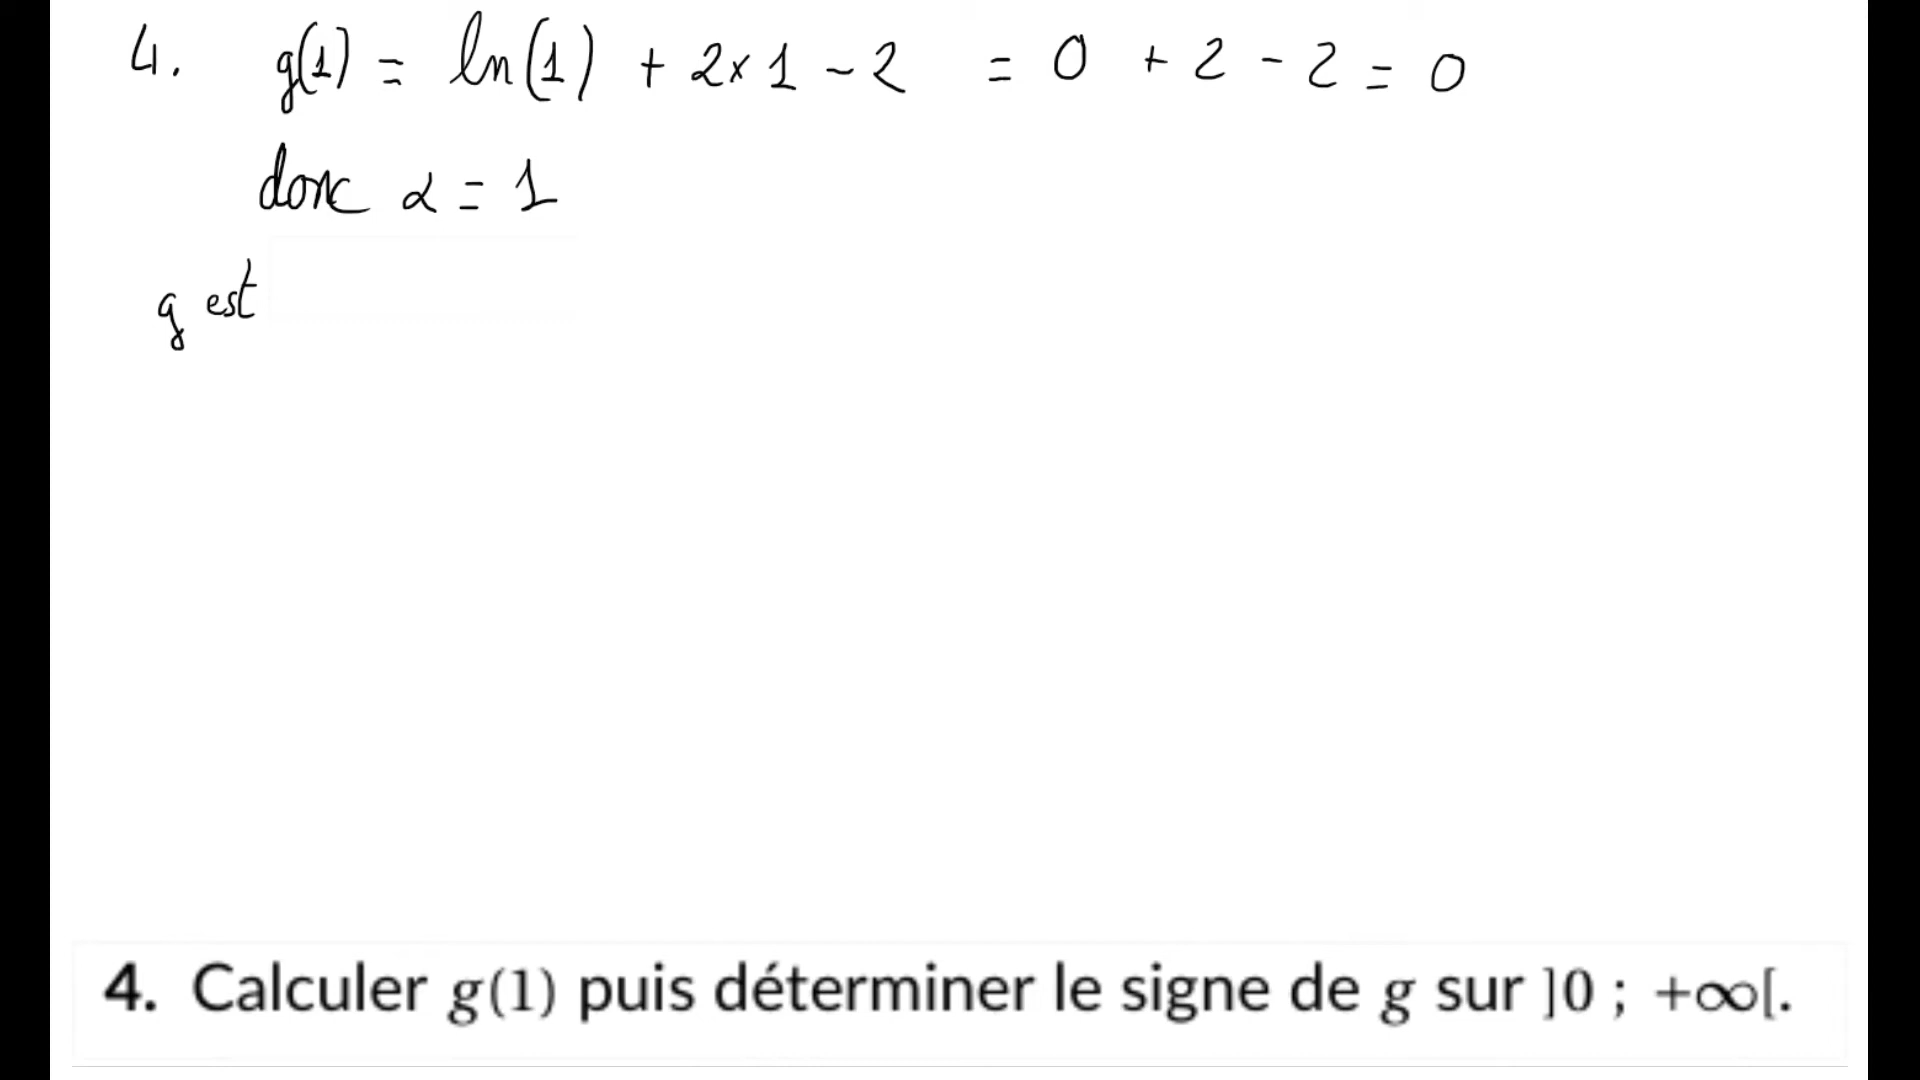 4. g(1) = ln(1) + 2×1 - 2 = 0 + 2 - 2 = 0
donc α = 1
g est
4. Calculer g(1) puis déterminer le signe de g sur ]0 ; +∞[.